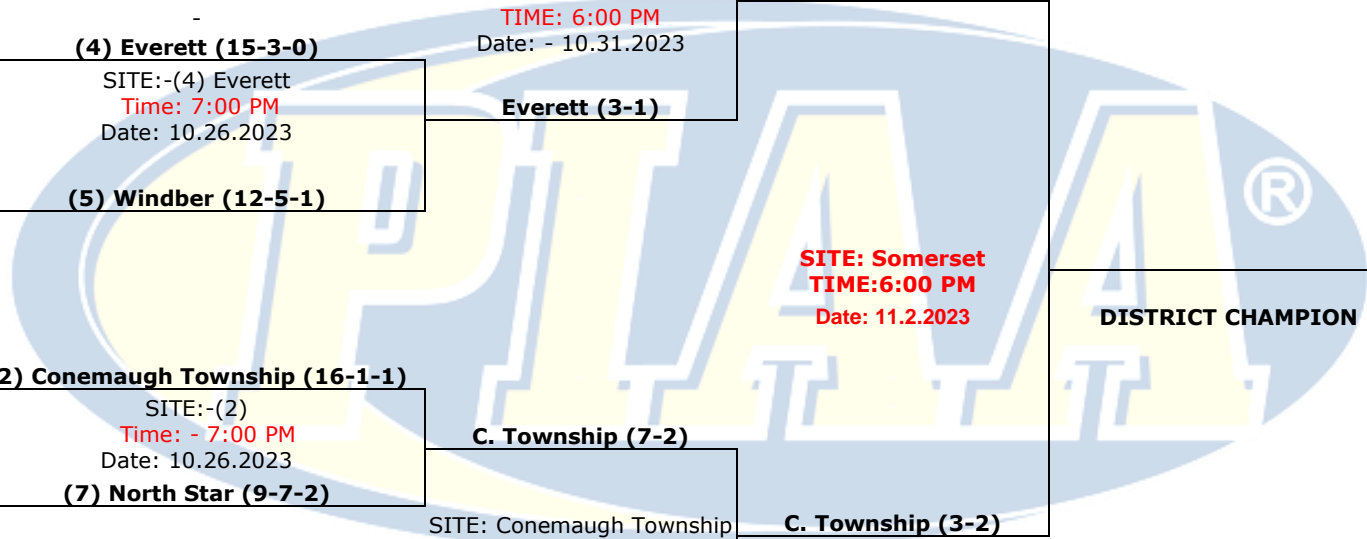 -
(4) Everett (15-3-0)
SITE:-(4) Everett
Time: 7:00 PM
Date: 10.26.2023
(5) Windber (12-5-1)
TIME: 6:00 PM
Date: - 10.31.2023
Everett (3-1)
SITE: Somerset
TIME:6:00 PM
Date: 11.2.2023
DISTRICT CHAMPION
2) Conemaugh Township (16-1-1)
SITE:-(2)
Time: - 7:00 PM
Date: 10.26.2023
(7) North Star (9-7-2)
C. Township (7-2)
SITE: Conemaugh Township
C. Township (3-2)
PIAA
®